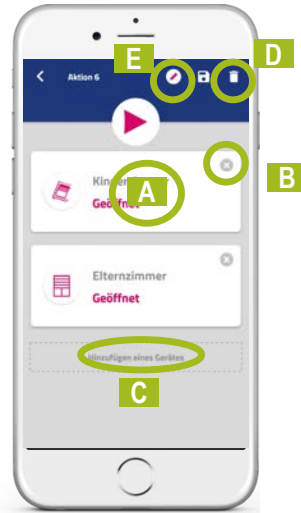 E
D
Aktion 6
B
Kinder
A
Geöffnet
Elternzimmer
Geöffnet
Hinzufügen eines Gerätes
C